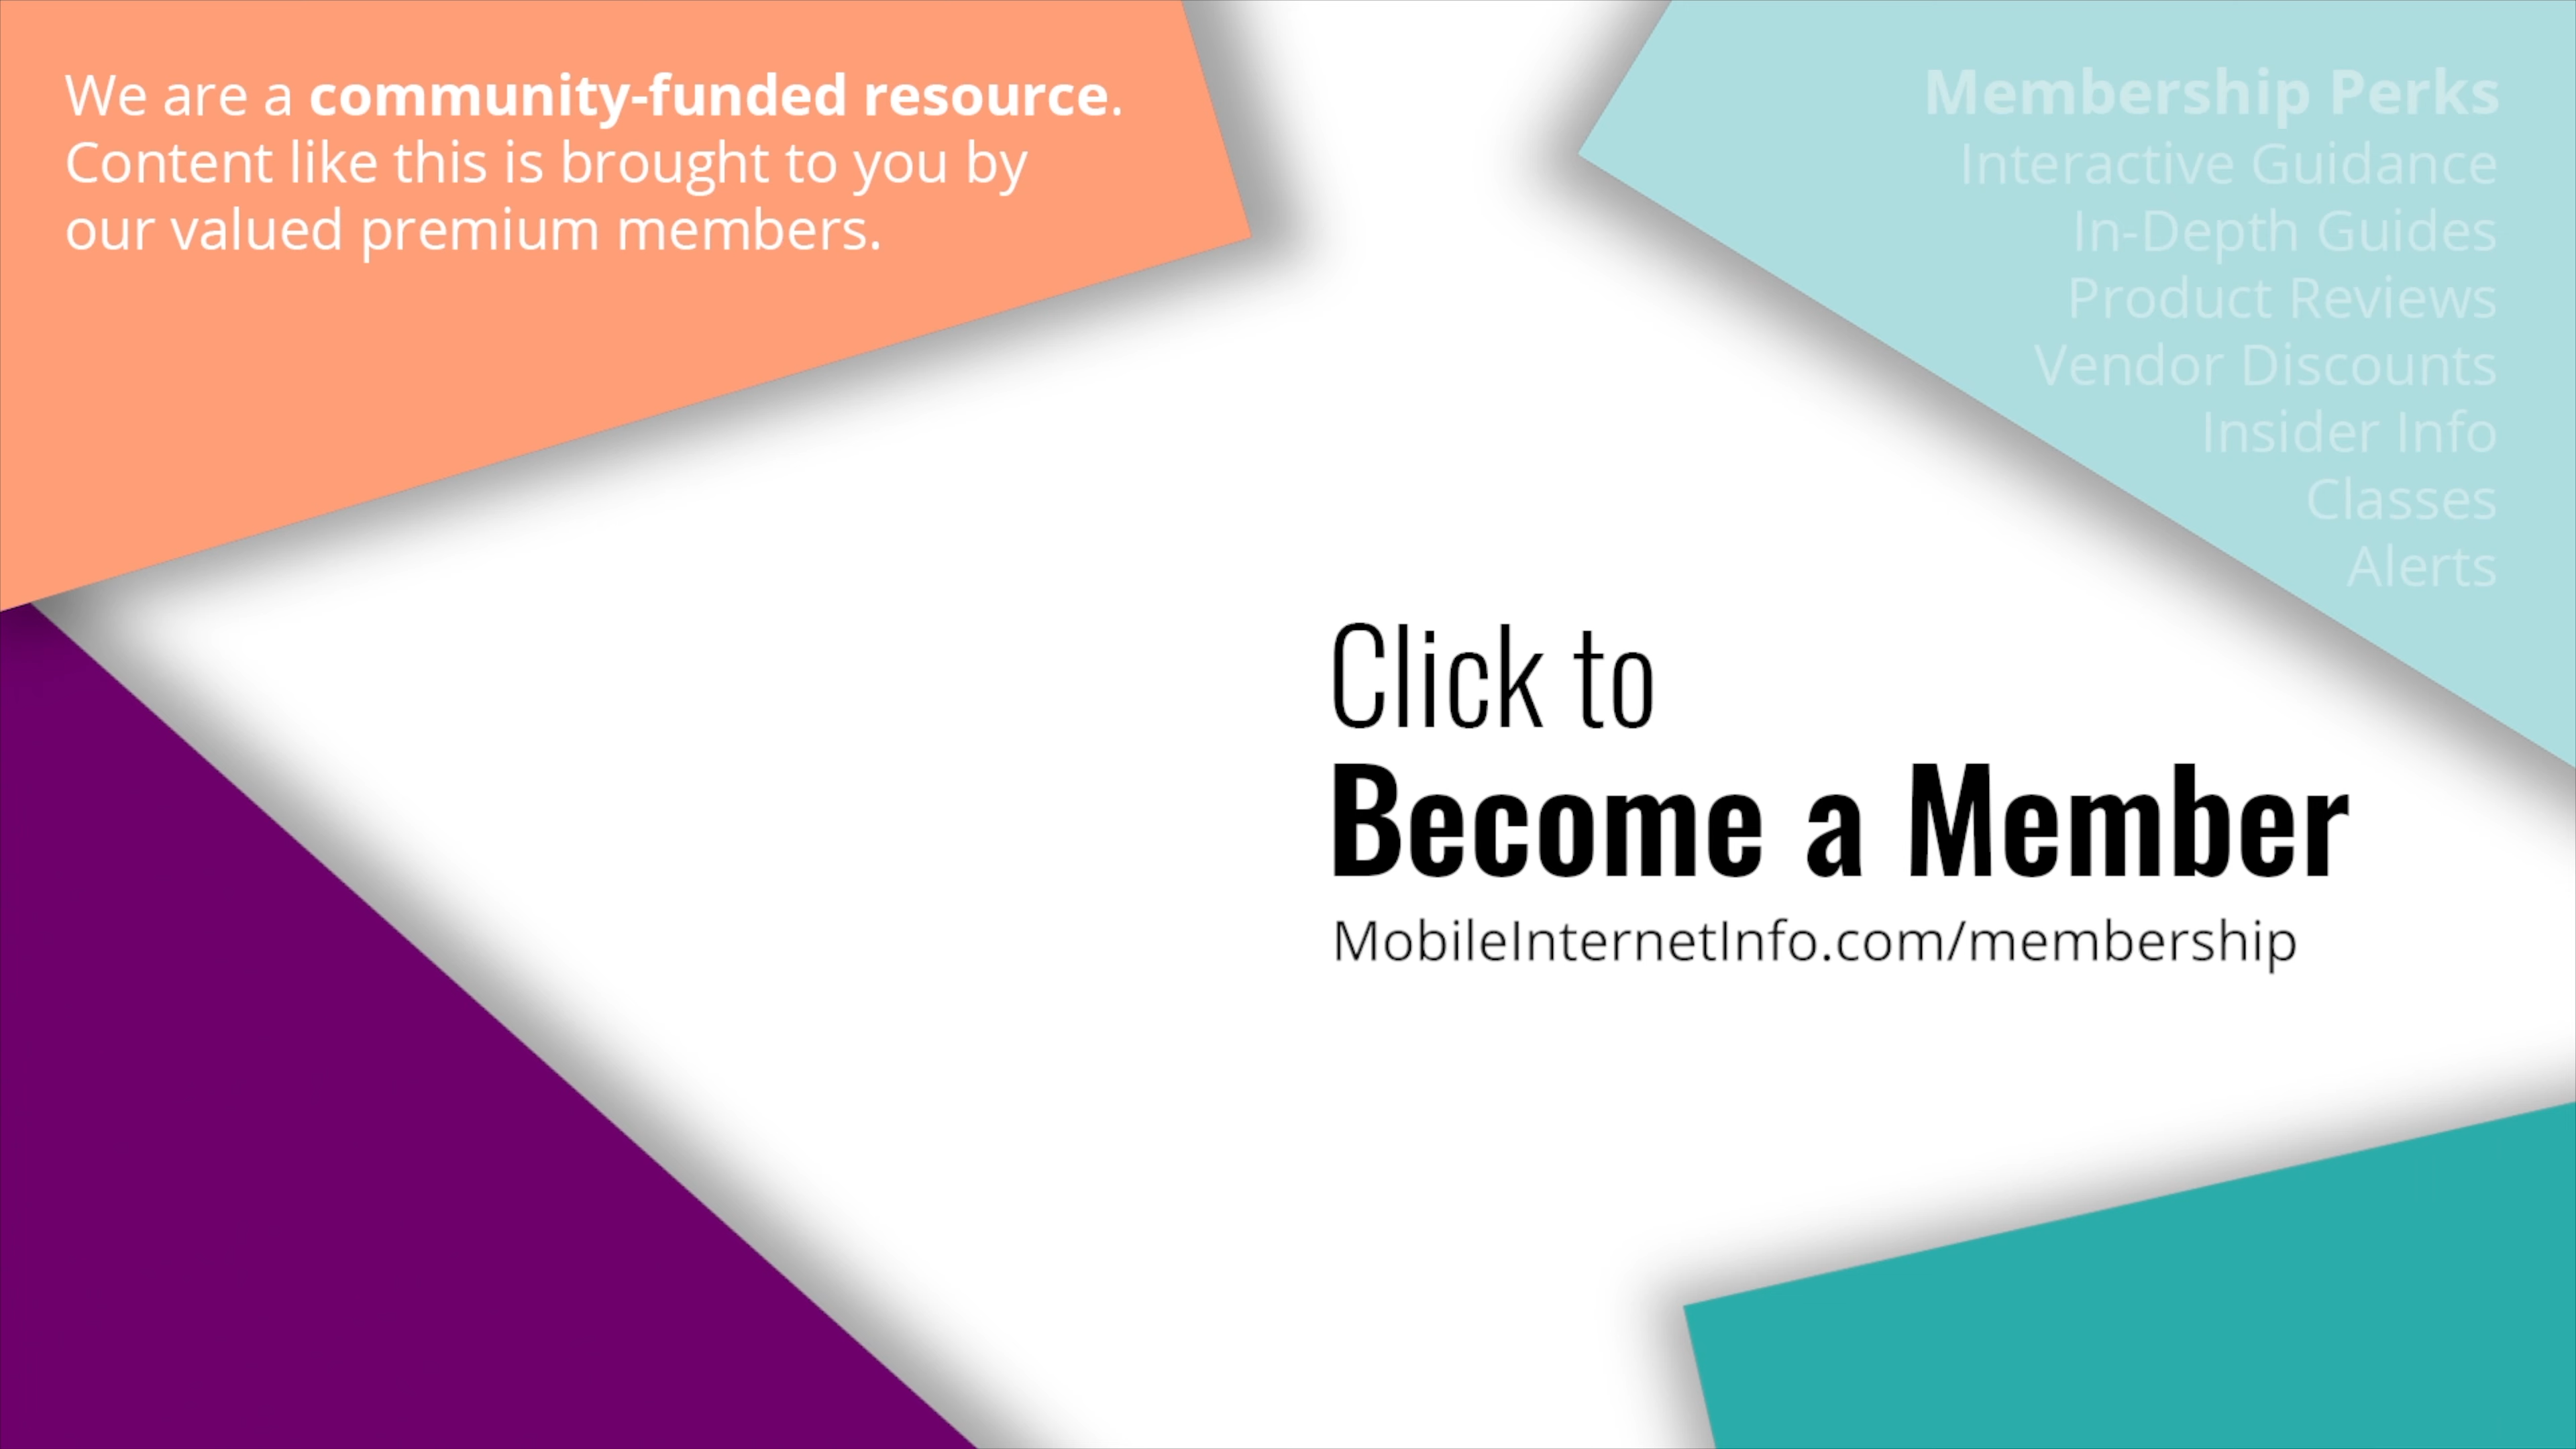 We are a community-funded resource.
Content like this is brought to you by
our valued premium members.
Membership Perks
Interactive Guidance
In-Depth Guides
Product Reviews
Vendor Discounts
Insider Info
Classes
Alerts
Click to
Become a Member
MobileInternetInfo.com/membership